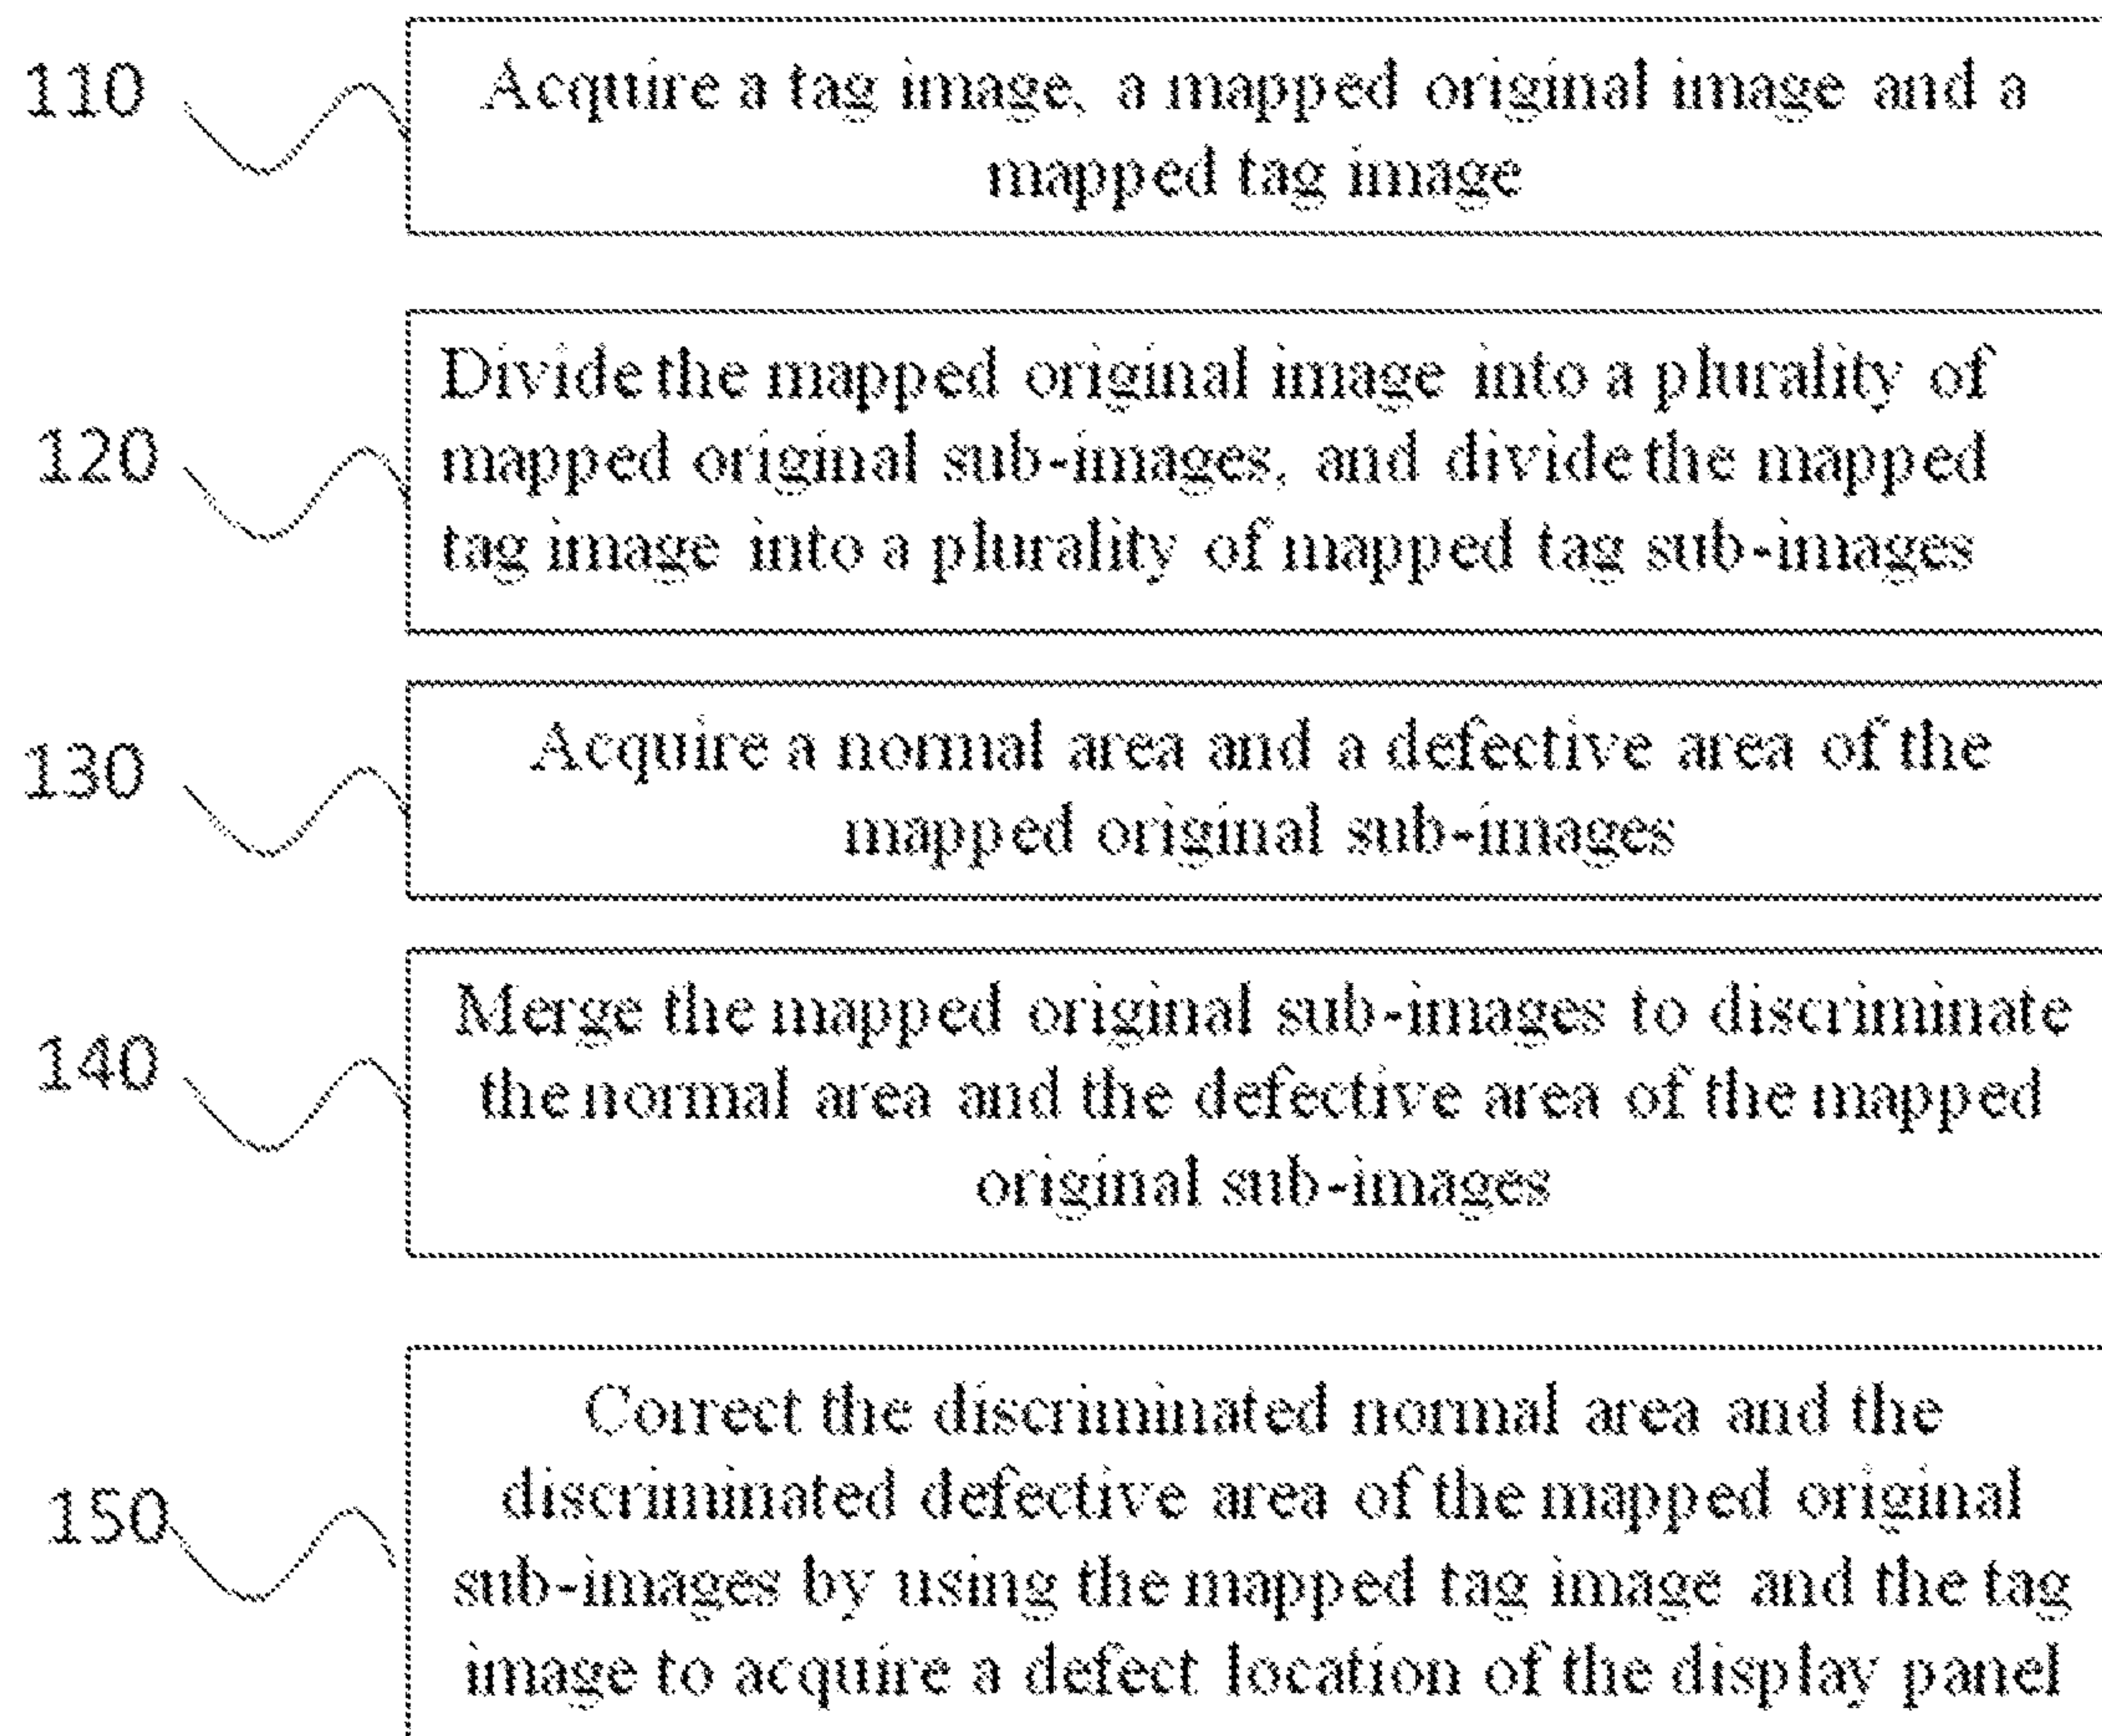 110
Acquire a tag image, a mapped original image and a
mapped tag image
120
Divide the mapped original image into a plurality of
mapped original sub-images, and divide the mapped
tag image into a plurality of mapped tag sub-images
130
Acquire a normal area and a defective area of the
mapped original sub-images
140
Merge the mapped original sub-images to discriminate
the normal area and the defective area of the mapped
original sub-images
150
Correct the discriminated normal area and the
discriminated defective area of the mapped original
sub-images by using the mapped tag image and the tag
image to acquire a defect location of the display panel